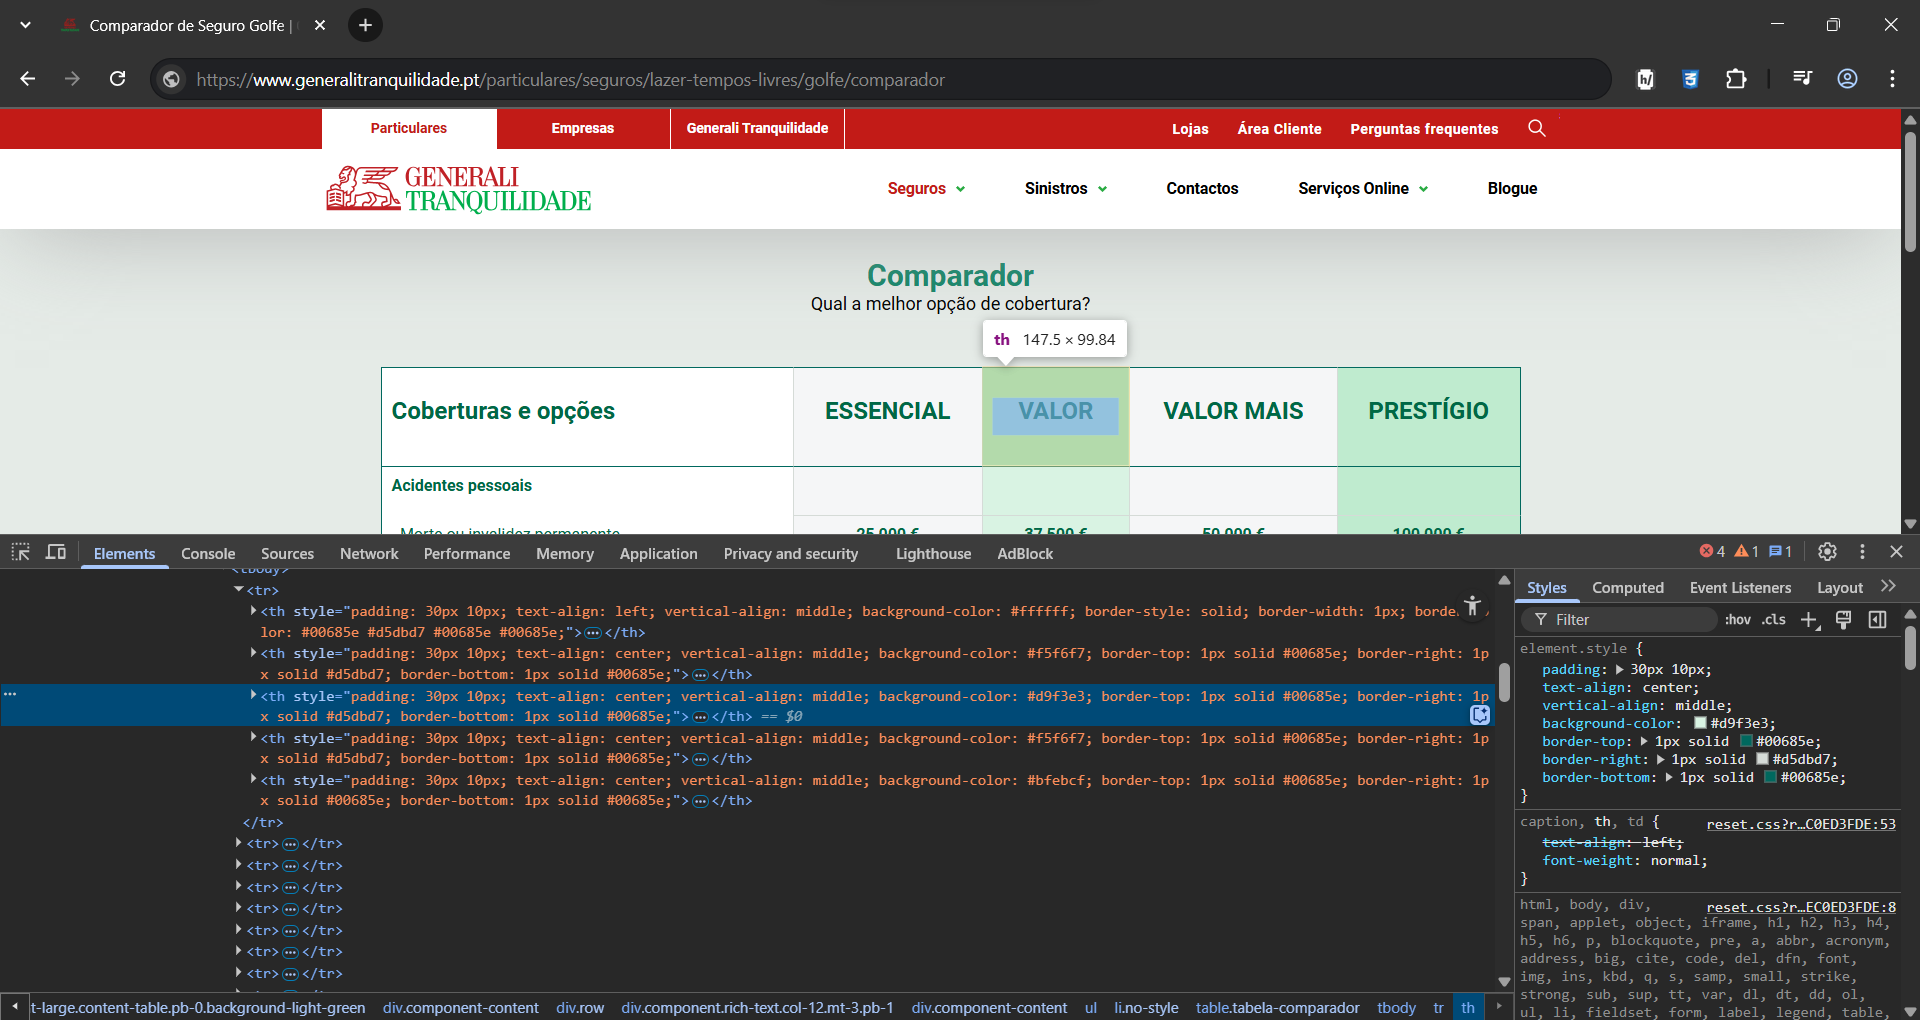 Comparador de Seguro Golfe |
https://www.generalitranquilidade.pt/particulares/seguros/lazer-tempos-livres/golfe/comparador
Particulares
Empresas
Generali Tranquilidade
Lojas
Área Cliente
Perguntas frequentes
GENERALI
TRANQUILIDADE
Seguros
Sinistros
Contactos
Serviços Online
Blogue
Comparador
Qual a melhor opção de cobertura?
th 147.5 × 99.84
Coberturas e opções
ESSENCIAL
VALOR
VALOR MAIS
PRESTÍGIO
Acidentes pessoais
Morte ou invalidez permanente
25.000 €
37.500 €
50.000 €
100.000 €
Elements
Console
Sources
Network
Performance
Memory
Application
Privacy and security
Lighthouse
AdBlock
4
1
1
<tbody>
<tr>
<th style="padding: 30px 10px; text-align: left; vertical-align: middle; background-color: #ffffff; border-style: solid; border-width: 1px; borde
lor: #00685e #d5dbd7 #00685e #00685e;">…</th>
<th style="padding: 30px 10px; text-align: center; vertical-align: middle; background-color: #f5f6f7; border-top: 1px solid #00685e; border-right: 1p
x solid #d5dbd7; border-bottom: 1px solid #00685e;">…</th>
<th style="padding: 30px 10px; text-align: center; vertical-align: middle; background-color: #d9f3e3; border-top: 1px solid #00685e; border-right: 1p
x solid #d5dbd7; border-bottom: 1px solid #00685e;">…</th> == $0
<th style="padding: 30px 10px; text-align: center; vertical-align: middle; background-color: #f5f6f7; border-top: 1px solid #00685e; border-right: 1p
x solid #d5dbd7; border-bottom: 1px solid #00685e;">…</th>
<th style="padding: 30px 10px; text-align: center; vertical-align: middle; background-color: #bfebcf; border-top: 1px solid #00685e; border-right: 1p
x solid #00685e; border-bottom: 1px solid #00685e;">…</th>
</tr>
<tr>…</tr>
<tr>…</tr>
<tr>…</tr>
<tr>…</tr>
<tr>…</tr>
<tr>…</tr>
<tr>…</tr>
t-large.content-table.pb-0.background-light-green
div.component-content
div.row
div.component.rich-text.col-12.mt-3.pb-1
div.component-content
ul
li.no-style
table.tabela-comparador
tbody
tr
th
Styles
Computed
Event Listeners
Layout
Filter
:hov
.cls
element.style {
padding: 30px 10px;
text-align: center;
vertical-align: middle;
background-color: #d9f3e3;
border-top: 1px solid #00685e;
border-right: 1px solid #d5dbd7;
border-bottom: 1px solid #00685e;
}
caption, th, td {
reset.css?r…C0ED3FDE:53
text-align: left;
font-weight: normal;
}
html, body, div,
reset.css?r…EC0ED3FDE:8
span, applet, object, iframe, h1, h2, h3, h4,
h5, h6, p, blockquote, pre, a, abbr, acronym,
address, big, cite, code, del, dfn, font,
img, ins, kbd, q, s, samp, small, strike,
strong, sub, sup, tt, var, dl, dt, dd, ol,
ul, li, fieldset, form, label, legend, table,